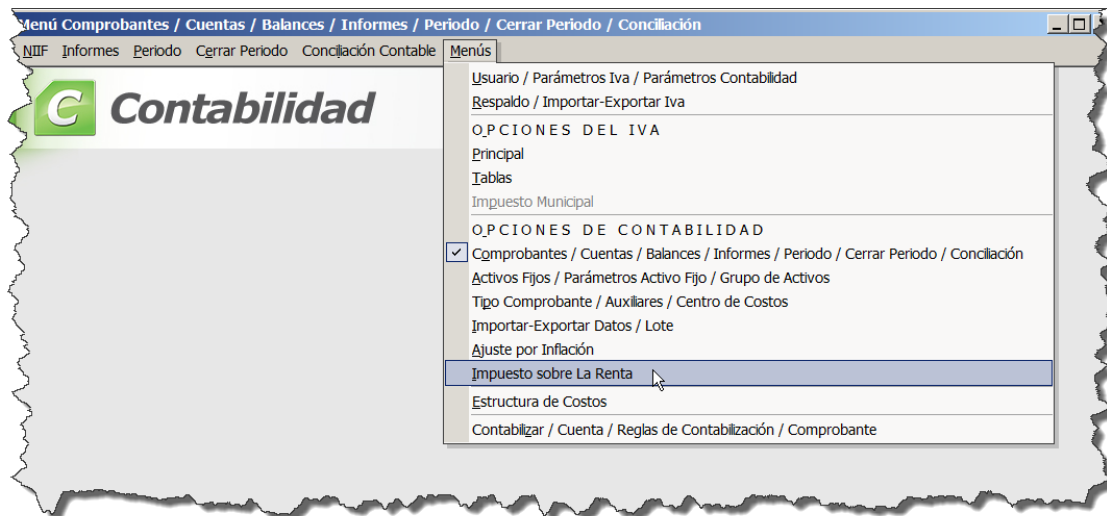 Menú Comprobantes / Cuentas / Balances / Informes / Periodo / Cerrar Periodo / Conciliación
NIIF Informes Periodo Cerrar Periodo Conciliación Contable Menús
C Contabilidad
Usuario / Parámetros Iva / Parámetros Contabilidad
Respaldo / Importar-Exportar Iva
OPCIONES DEL IVA
Principal
Tablas
Impuesto Municipal
OPCIONES DE CONTABILIDAD
Comprobantes / Cuentas / Balances / Informes / Periodo / Cerrar Periodo / Conciliación
Activos Fijos / Parámetros Activo Fijo / Grupo de Activos
Tipo Comprobante / Auxiliares / Centro de Costos
Importar-Exportar Datos / Lote
Ajuste por Inflación
Impuesto sobre La Renta
Estructura de Costos
Contabilizar / Cuenta / Reglas de Contabilización / Comprobante